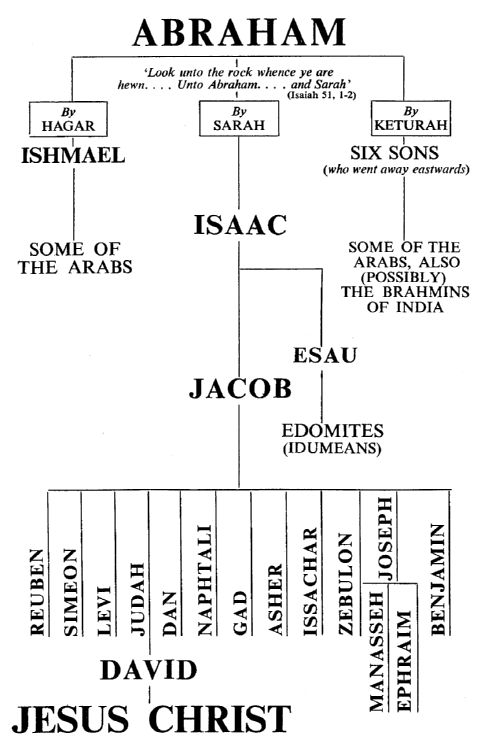 ABRAHAM
'Look unto the rock whence ye are
hewn. . . . Unto Abraham. . . . and Sarah'
(Isaiah 51, 1-2)
By
HAGAR
By
SARAH
By
KETURAH
ISHMAEL
SIX SONS
(who went away eastwards)
ISAAC
SOME OF
THE ARABS
SOME OF THE
ARABS, ALSO
(POSSIBLY)
THE BRAHMINS
OF INDIA
ESAU
JACOB
EDOMITES
(IDUMEANS)
REUBEN
SIMEON
LEVI
JUDAH
DAN
NAPHTALI
GAD
ASHER
ISSACHAR
ZEBULON
JOSEPH
MANASSEH
EPHRAIM
BENJAMIN
DAVID
JESUS CHRIST